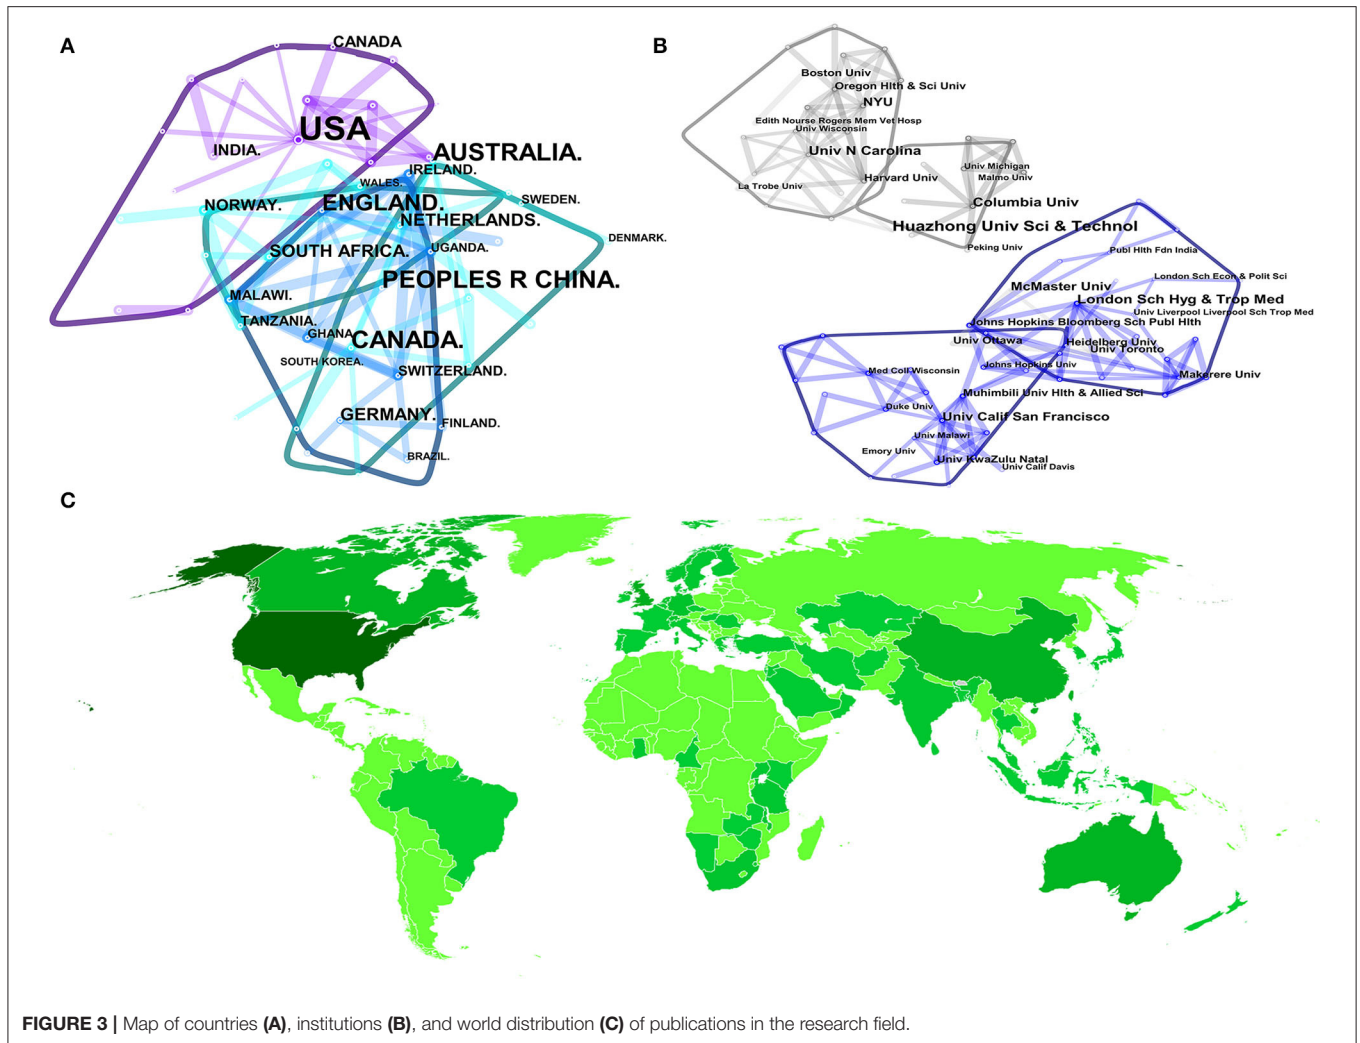 A
CANADA
USA
INDIA.
AUSTRALIA.
IRELAND.
WALES.
SWEDEN.
NORWAY.
ENGLAND.
NETHERLANDS.
DENMARK.
SOUTH AFRICA.
UGANDA.
PEOPLES R CHINA.
MALAWI.
TANZANIA.
GHANA.
CANADA.
SOUTH KOREA.
SWITZERLAND.
GERMANY.
FINLAND.
BRAZIL.
B
Boston Univ
Oregon Hlth & Sci Univ
NYU
Edith Nourse Rogers Mem Vet Hosp
Univ Wisconsin
Univ N Carolina
Univ Michigan
Harvard Univ
Malmo Univ
La Trobe Univ
Columbia Univ
Huazhong Univ Sci & Technol
Peking Univ
Publ Hlth Fdn India
London Sch Econ & Polit Sci
McMaster Univ
London Sch Hyg & Trop Med
Univ Liverpool Liverpool Sch Trop Med
Johns Hopkins Bloomberg Sch Publ Hlth
Univ Ottawa
Heidelberg Univ
Univ Toronto
Johns Hopkins Univ
Med Coll Wisconsin
Makerere Univ
Muhimbili Univ Hlth & Allied Sci
Duke Univ
Univ Calif San Francisco
Univ Malawi
Emory Univ
Univ KwaZulu Natal
Univ Calif Davis
C
FIGURE 3 | Map of countries (A), institutions (B), and world distribution (C) of publications in the research field.